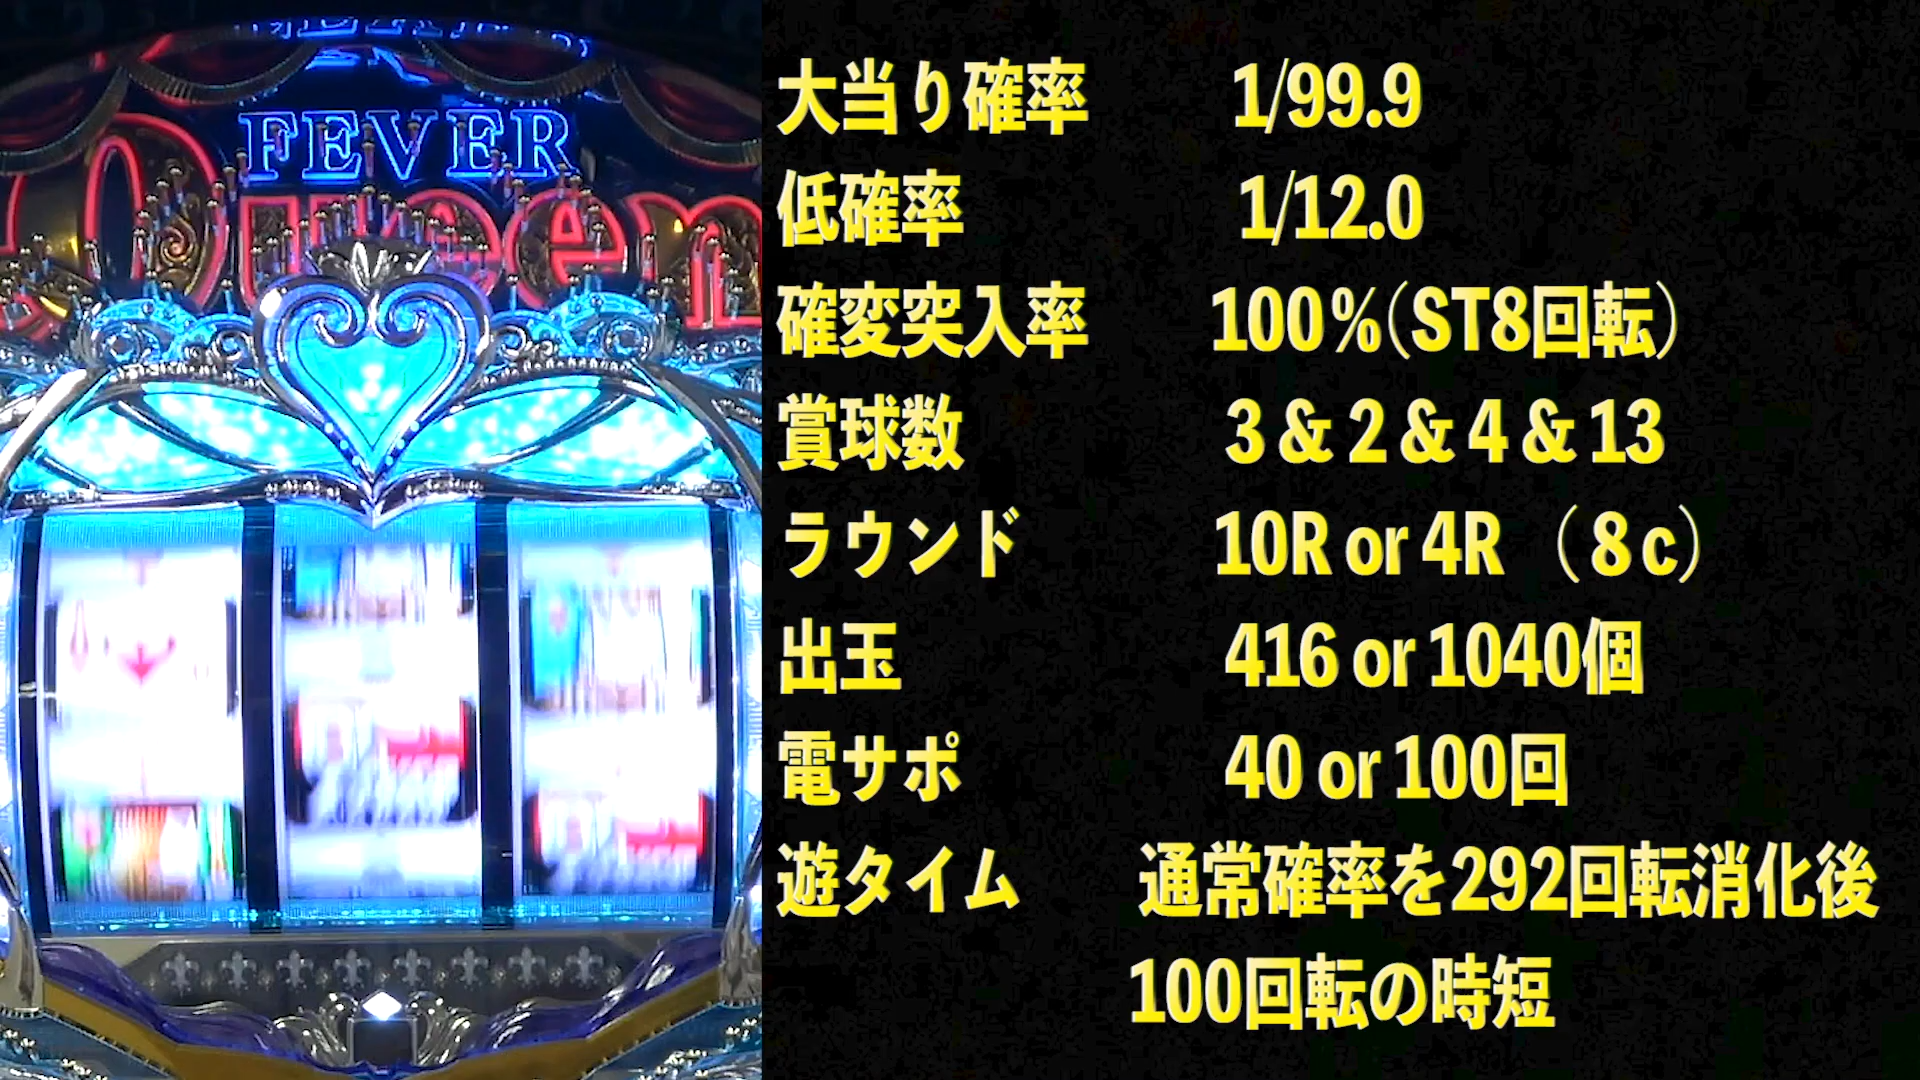 FEVER
Queen
大当り確率 1/99.9
低確率 1/12.0
確変突入率 100%(ST8回転)
賞球数 3 & 2 & 4 & 13
ラウンド 10R or 4R (8c)
出玉 416 or 1040個
電サポ 40 or 100回
遊タイム 通常確率を292回転消化後
100回転の時短